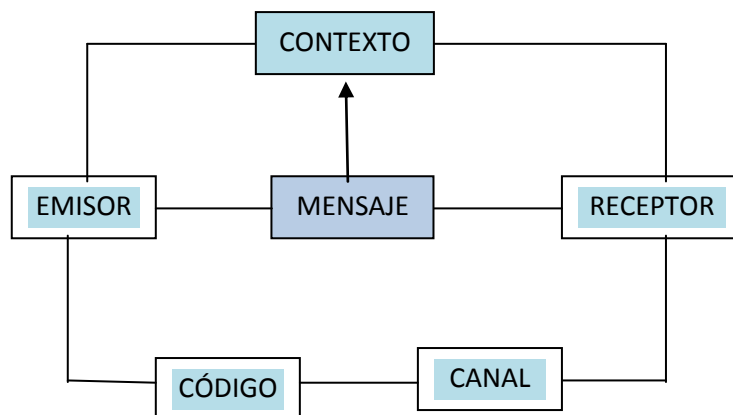 CONTEXTO
EMISOR
MENSAJE
RECEPTOR
CÓDIGO
CANAL